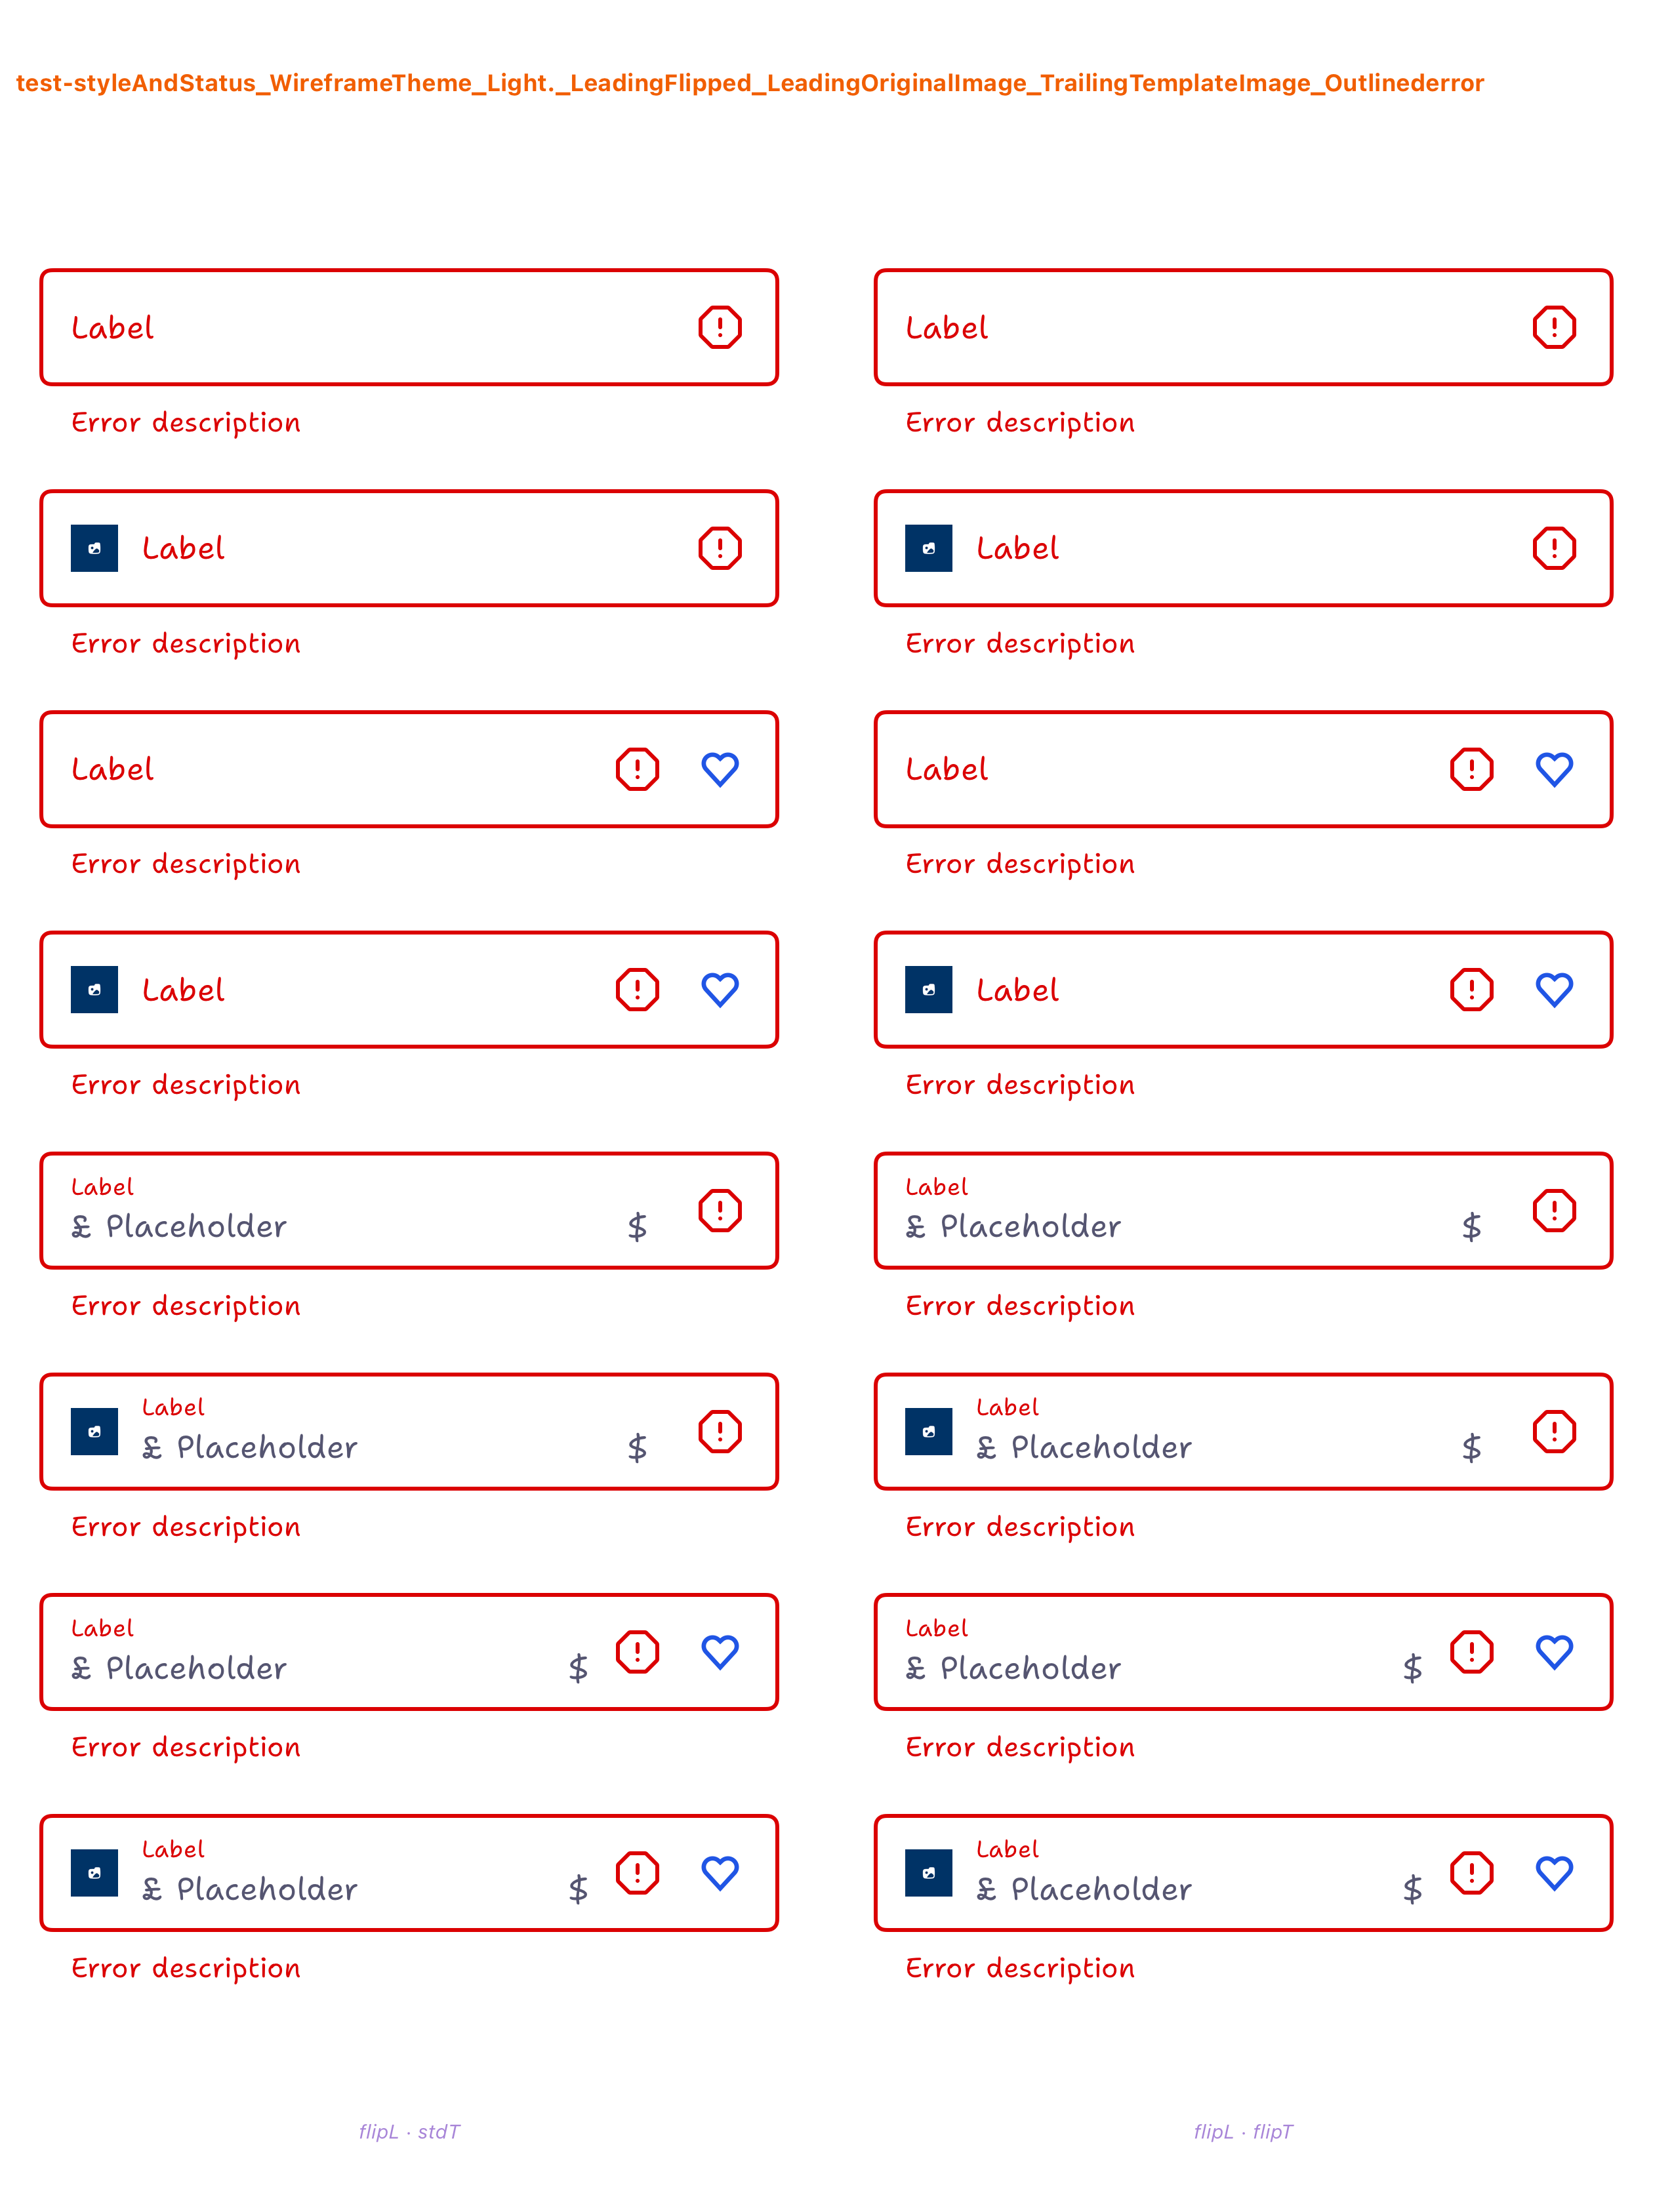 test-styleAndStatus_WireframeTheme_Light._LeadingFlipped_LeadingOriginalImage_TrailingTemplateImage_Outlinederror
Label Label
Error description Error description
Label Label
Error description Error description
Label Label
Error description Error description
Label Label
Error description Error description
Label Label
£ Placeholder $ £ Placeholder $
Error description Error description
Label Label
£ Placeholder $ £ Placeholder $
Error description Error description
Label Label
£ Placeholder $ £ Placeholder $
Error description Error description
Label Label
£ Placeholder $ £ Placeholder $
Error description Error description
flipL · stdT flipL · flipT